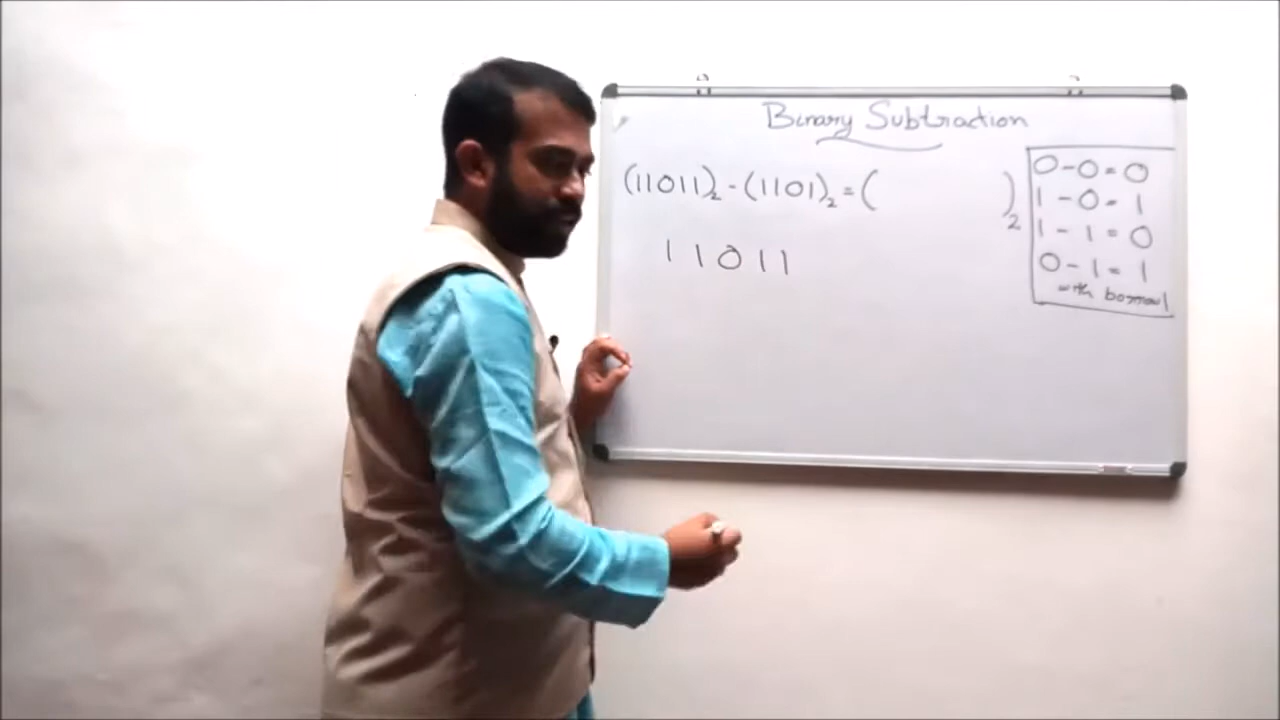 Binary Subtraction
(11011)₂ - (1101)₂ = ( )₂
11011
0 - 0 = 0
1 - 0 = 1
1 - 1 = 0
0 - 1 = 1
with borrow